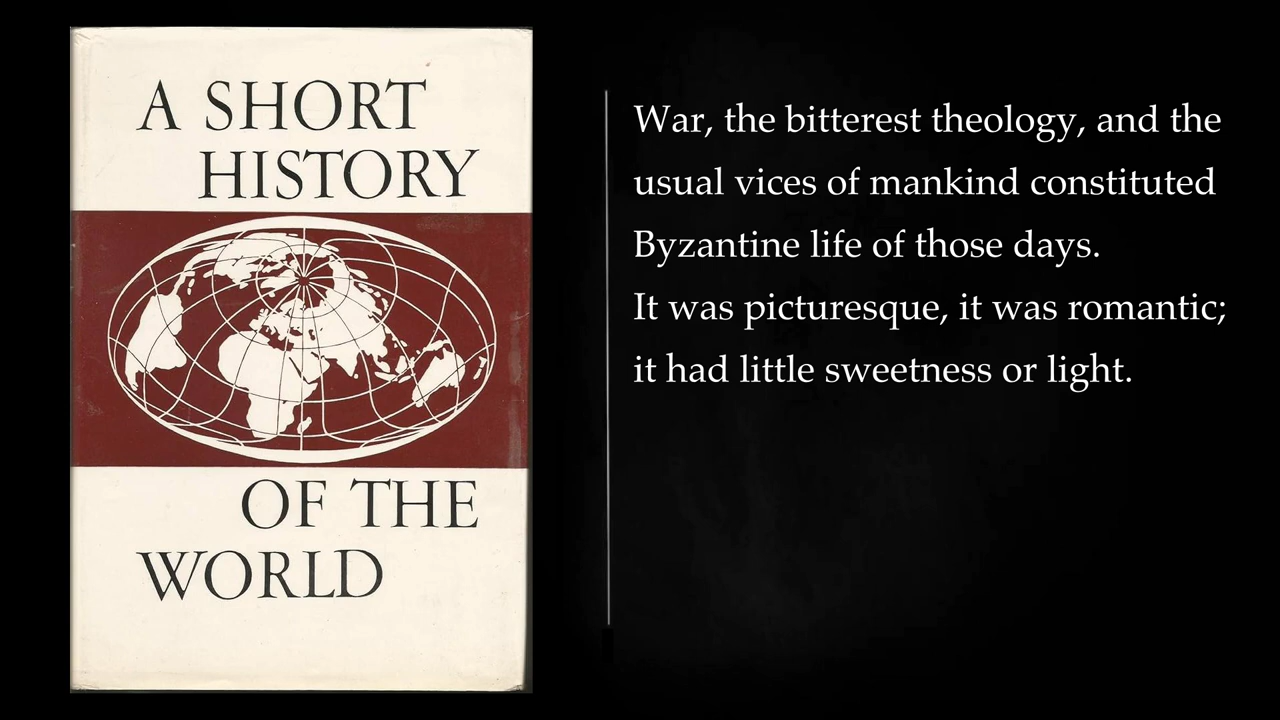 A SHORT
HISTORY
OF THE
WORLD
War, the bitterest theology, and the
usual vices of mankind constituted
Byzantine life of those days.
It was picturesque, it was romantic;
it had little sweetness or light.